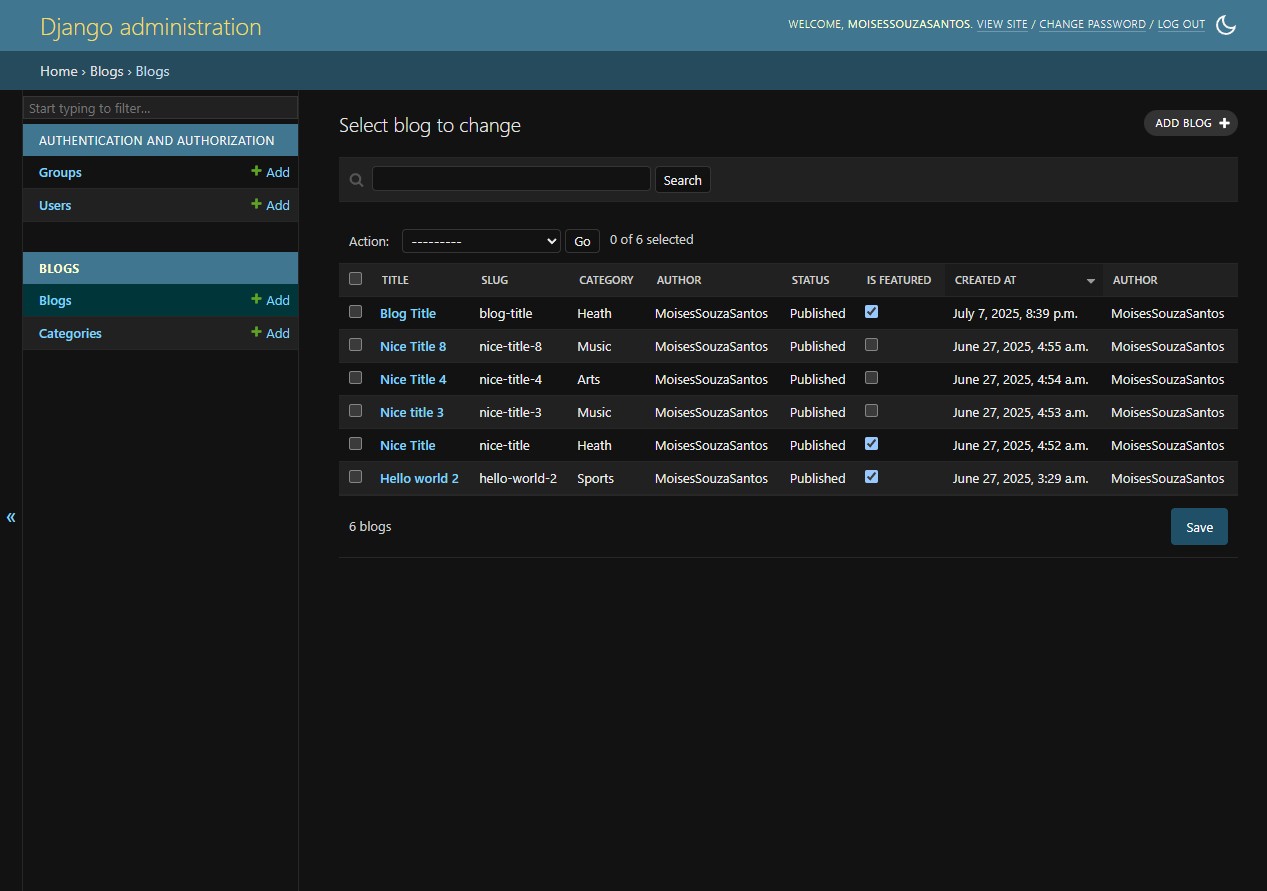 Django administration
WELCOME, MOISESSOUZASANTOS. VIEW SITE / CHANGE PASSWORD / LOG OUT
Home › Blogs › Blogs
Start typing to filter...
AUTHENTICATION AND AUTHORIZATION
Groups + Add
Users + Add
BLOGS
Blogs + Add
Categories + Add
«
Select blog to change
ADD BLOG +
Search
Action: --------- Go 0 of 6 selected
TITLE SLUG CATEGORY AUTHOR STATUS IS FEATURED CREATED AT AUTHOR
Blog Title blog-title Heath MoisesSouzaSantos Published July 7, 2025, 8:39 p.m. MoisesSouzaSantos
Nice Title 8 nice-title-8 Music MoisesSouzaSantos Published June 27, 2025, 4:55 a.m. MoisesSouzaSantos
Nice Title 4 nice-title-4 Arts MoisesSouzaSantos Published June 27, 2025, 4:54 a.m. MoisesSouzaSantos
Nice title 3 nice-title-3 Music MoisesSouzaSantos Published June 27, 2025, 4:53 a.m. MoisesSouzaSantos
Nice Title nice-title Heath MoisesSouzaSantos Published June 27, 2025, 4:52 a.m. MoisesSouzaSantos
Hello world 2 hello-world-2 Sports MoisesSouzaSantos Published June 27, 2025, 3:29 a.m. MoisesSouzaSantos
6 blogs
Save